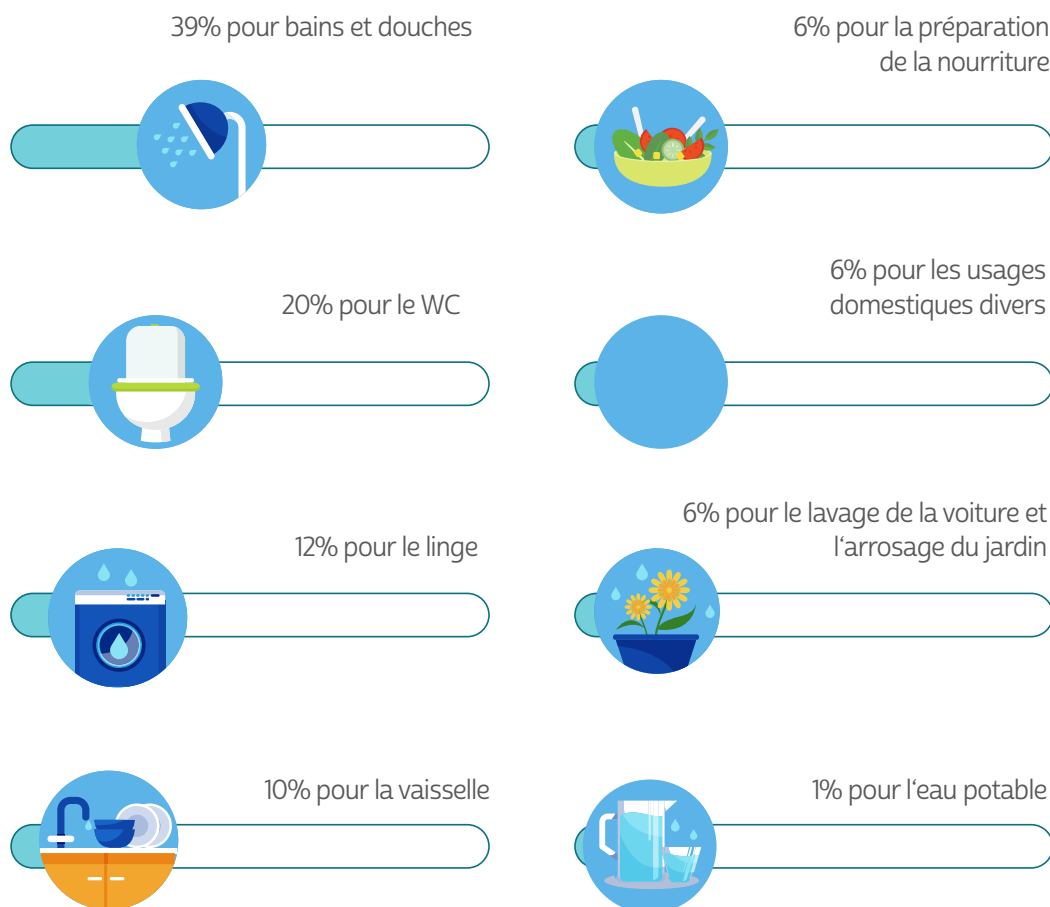 39% pour bains et douches
6% pour la préparation
de la nourriture
20% pour le WC
6% pour les usages
domestiques divers
12% pour le linge
6% pour le lavage de la voiture et
l‘arrosage du jardin
10% pour la vaisselle
1% pour l‘eau potable